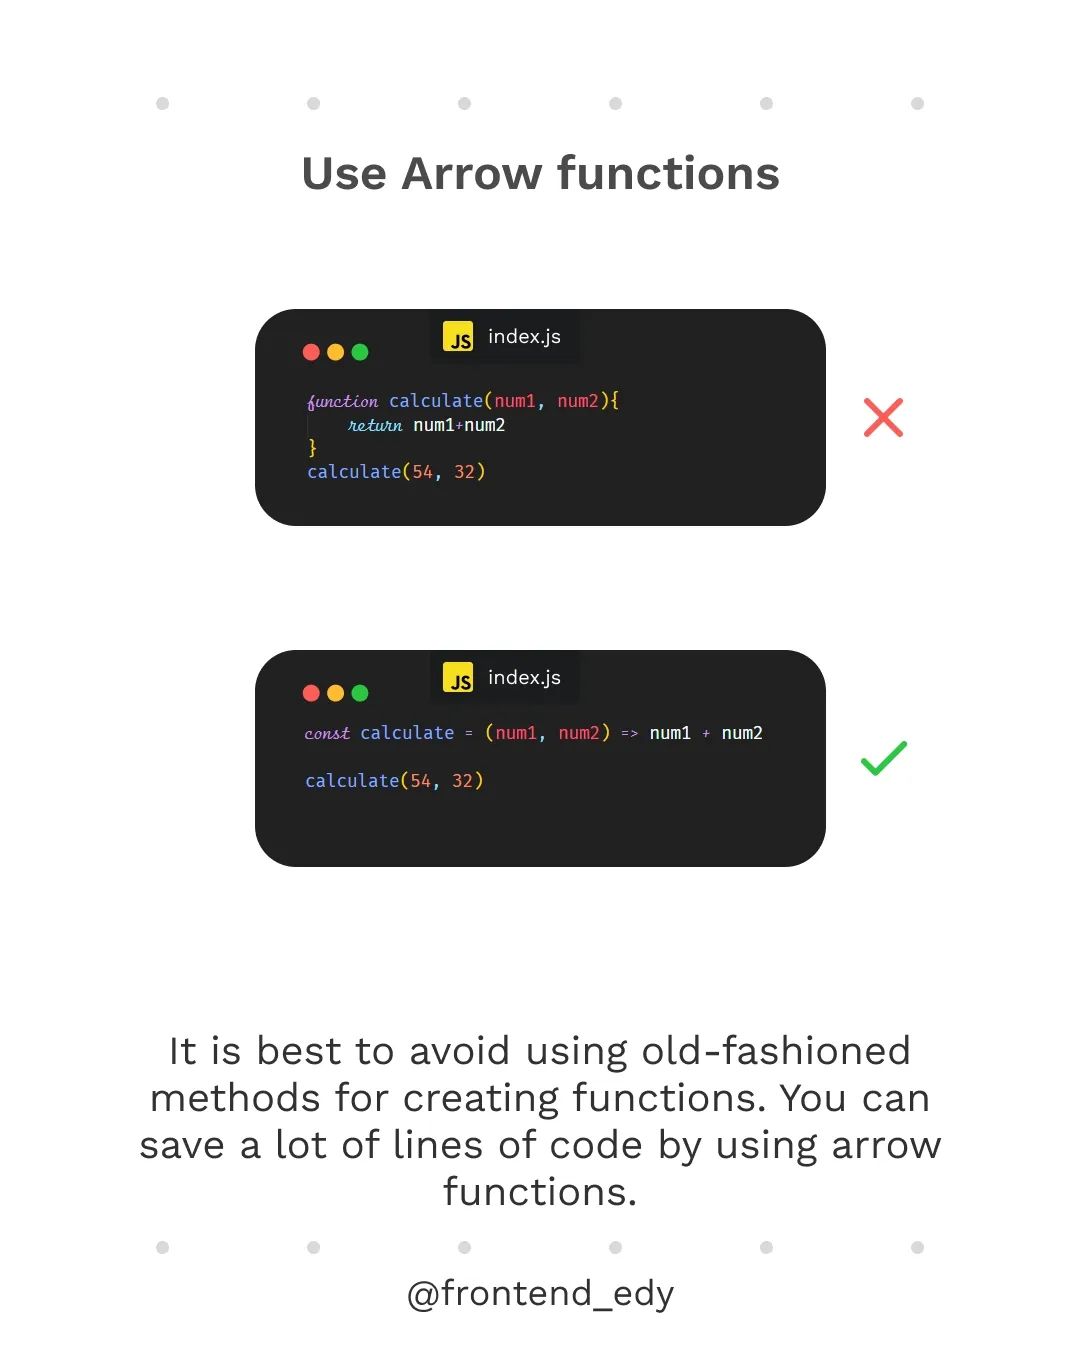 Use Arrow functions
JS index.js
function calculate(num1, num2){
return num1+num2
}
calculate(54, 32)
JS index.js
const calculate = (num1, num2) => num1 + num2
calculate(54, 32)
It is best to avoid using old-fashioned
methods for creating functions. You can
save a lot of lines of code by using arrow
functions.
@frontend_edy